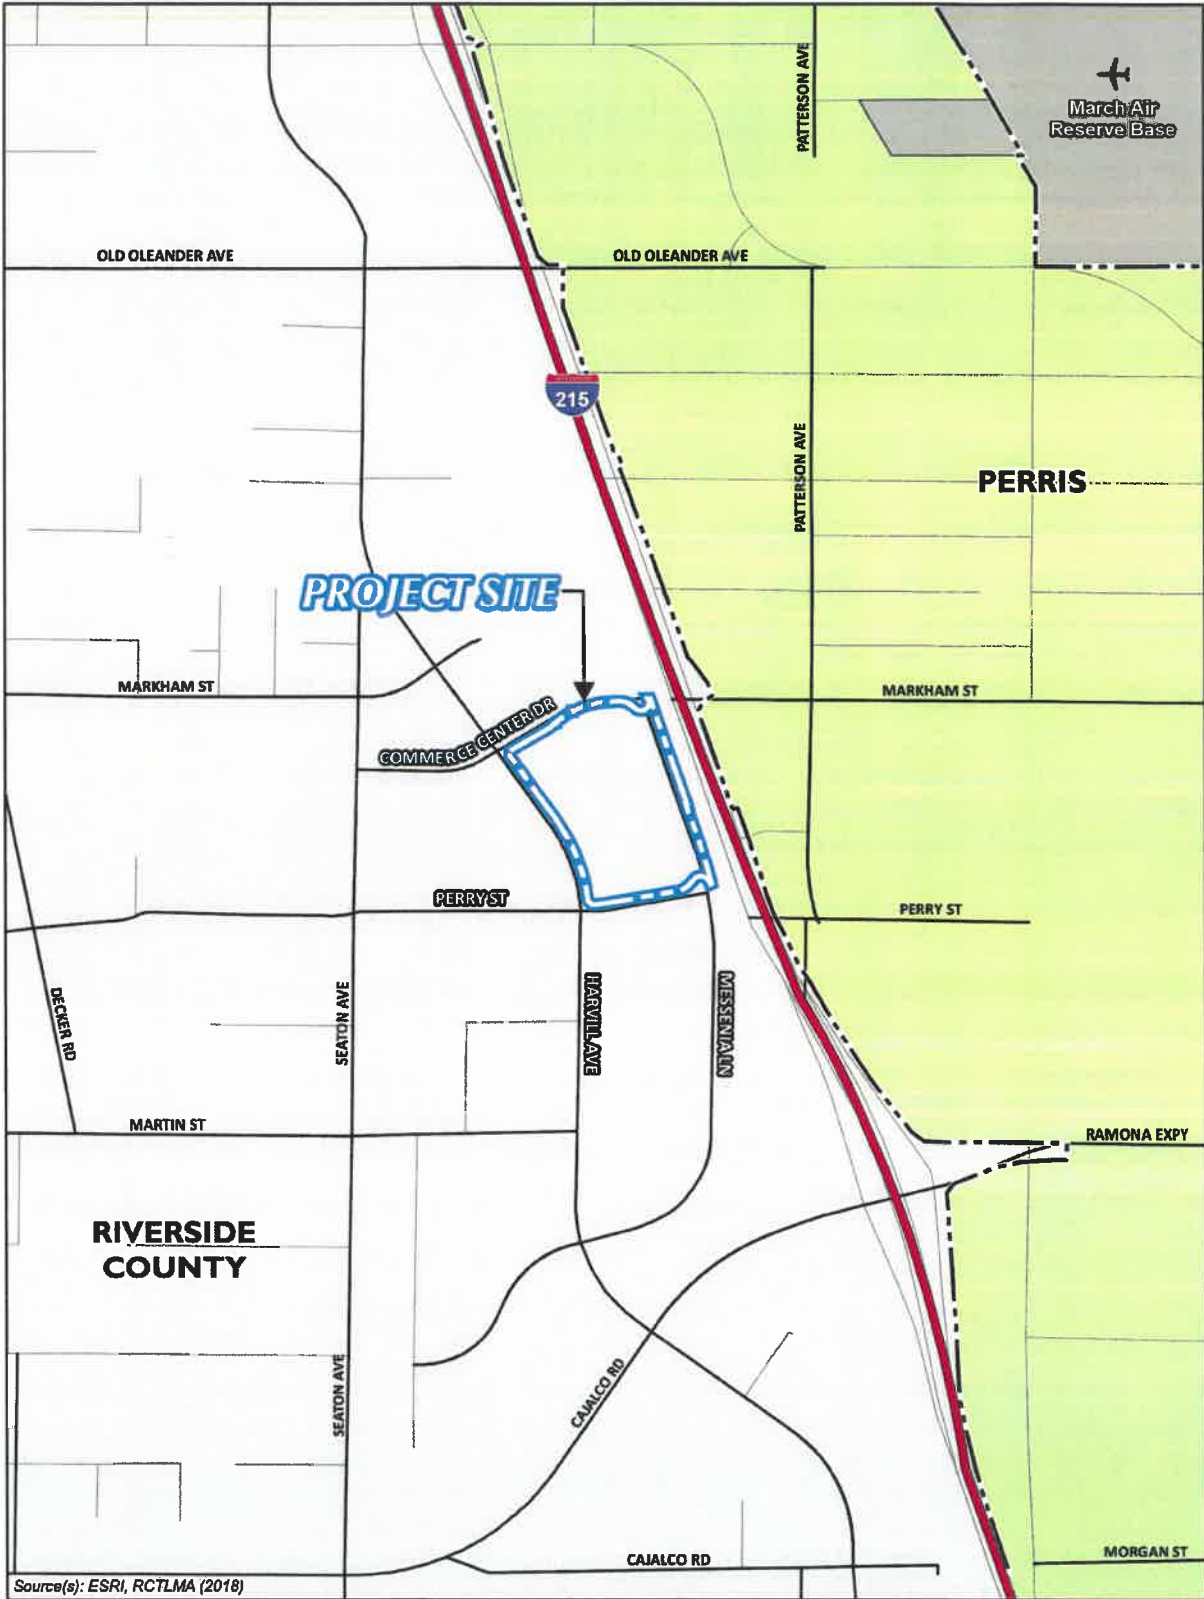 PATTERSON AVE
March Air
Reserve Base
OLD OLEANDER AVE
OLD OLEANDER AVE
215
PATTERSON AVE
PERRIS
PROJECT SITE
MARKHAM ST
MARKHAM ST
COMMERCE CENTER DR
PERRY ST
PERRY ST
DECKER RD
SEATON AVE
HARVILL AVE
MESSENIA LN
MARTIN ST
RAMONA EXPY
RIVERSIDE
COUNTY
SEATON AVE
CAJALCO RD
CAJALCO RD
MORGAN ST
Source(s): ESRI, RCTLMA (2018)